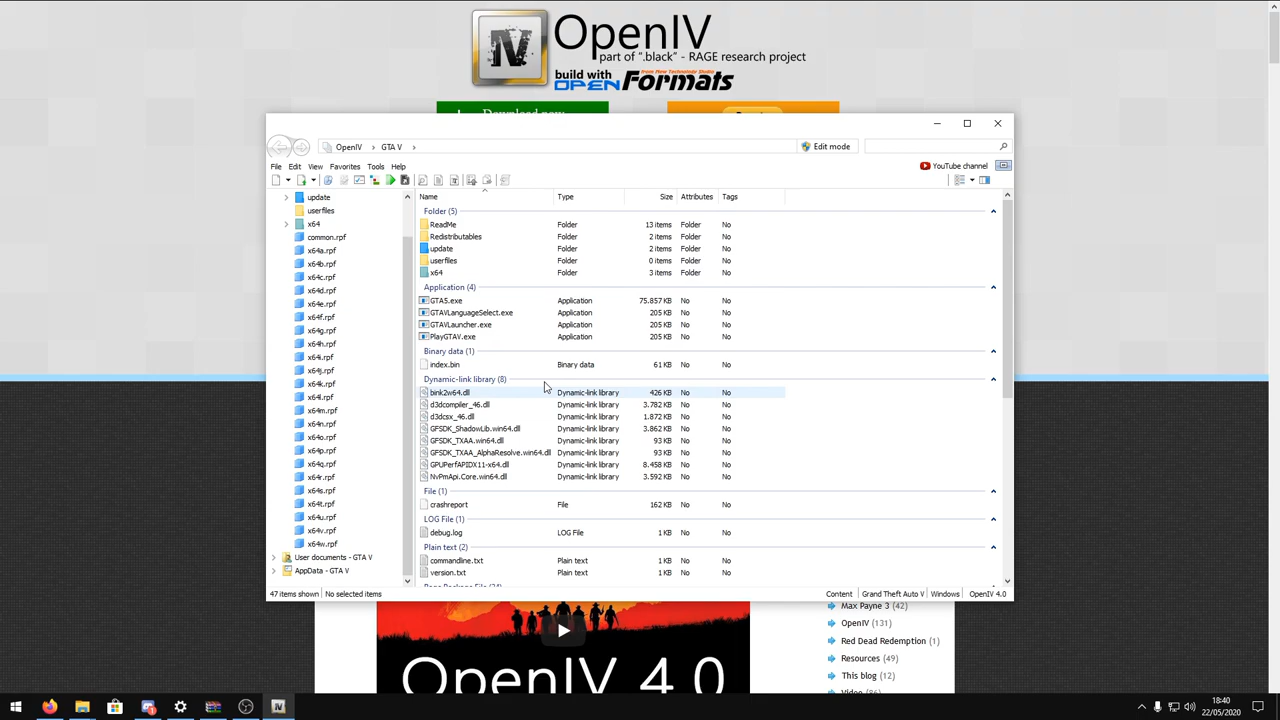 OpenIV
part of “.black” - RAGE research project
build with OPENFormats
Download now
OpenIV GTA V
Edit mode
File Edit View Favorites Tools Help
YouTube channel
Name Type Size Attributes Tags
update
userfiles
x64
common.rpf
x64a.rpf
x64b.rpf
x64c.rpf
x64d.rpf
x64e.rpf
x64f.rpf
x64g.rpf
x64h.rpf
x64i.rpf
x64j.rpf
x64k.rpf
x64l.rpf
x64m.rpf
x64n.rpf
x64o.rpf
x64p.rpf
x64q.rpf
x64r.rpf
x64s.rpf
x64t.rpf
x64u.rpf
x64v.rpf
x64w.rpf
User documents - GTA V
AppData - GTA V
Folder (5)
ReadMe Folder 13 items Folder No
Redistributables Folder 2 items Folder No
update Folder 2 items Folder No
userfiles Folder 0 items Folder No
x64 Folder 3 items Folder No
Application (4)
GTA5.exe Application 75.857 KB No No
GTAVLanguageSelect.exe Application 205 KB No No
GTAVLauncher.exe Application 205 KB No No
PlayGTAV.exe Application 205 KB No No
Binary data (1)
index.bin Binary data 61 KB No No
Dynamic-link library (8)
bink2w64.dll Dynamic-link library 426 KB No No
d3dcompiler_46.dll Dynamic-link library 3.782 KB No No
d3dcsx_46.dll Dynamic-link library 1.872 KB No No
GFSDK_ShadowLib.win64.dll Dynamic-link library 3.862 KB No No
GFSDK_TXAA.win64.dll Dynamic-link library 93 KB No No
GFSDK_TXAA_AlphaResolve.win64.dll Dynamic-link library 93 KB No No
GPUPerfAPIDX11-x64.dll Dynamic-link library 8.458 KB No No
NvPmApi.Core.win64.dll Dynamic-link library 3.592 KB No No
File (1)
crashreport File 162 KB No No
LOG File (1)
debug.log LOG File 1 KB No No
Plain text (2)
commandline.txt Plain text 1 KB No No
version.txt Plain text 1 KB No No
47 items shown No selected items Content Grand Theft Auto V Windows OpenIV 4.0
OpenIV 4.0
Max Payne 3 (42)
OpenIV (131)
Red Dead Redemption (1)
Resources (49)
This blog (12)
Video (86)
18:40
22/05/2020